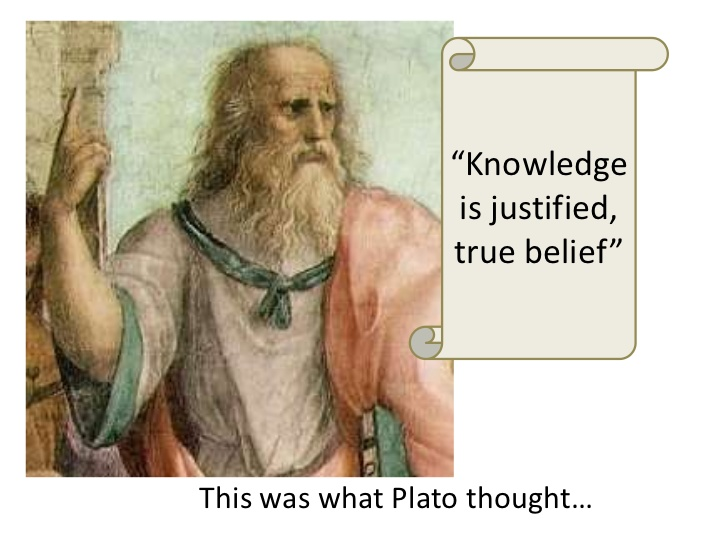 “Knowledge
is justified,
true belief”
This was what Plato thought…